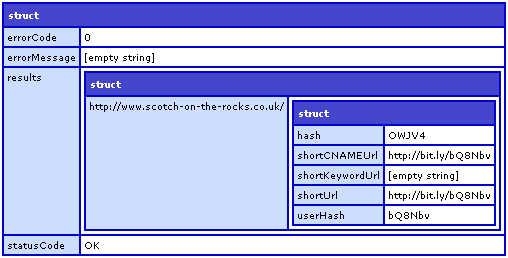 struct
errorCode 0
errorMessage [empty string]
results struct
http://www.scotch-on-the-rocks.co.uk/ struct
hash OWJV4
shortCNAMEUrl http://bit.ly/bQ8Nbv
shortKeywordUrl [empty string]
shortUrl http://bit.ly/bQ8Nbv
userHash bQ8Nbv
statusCode OK